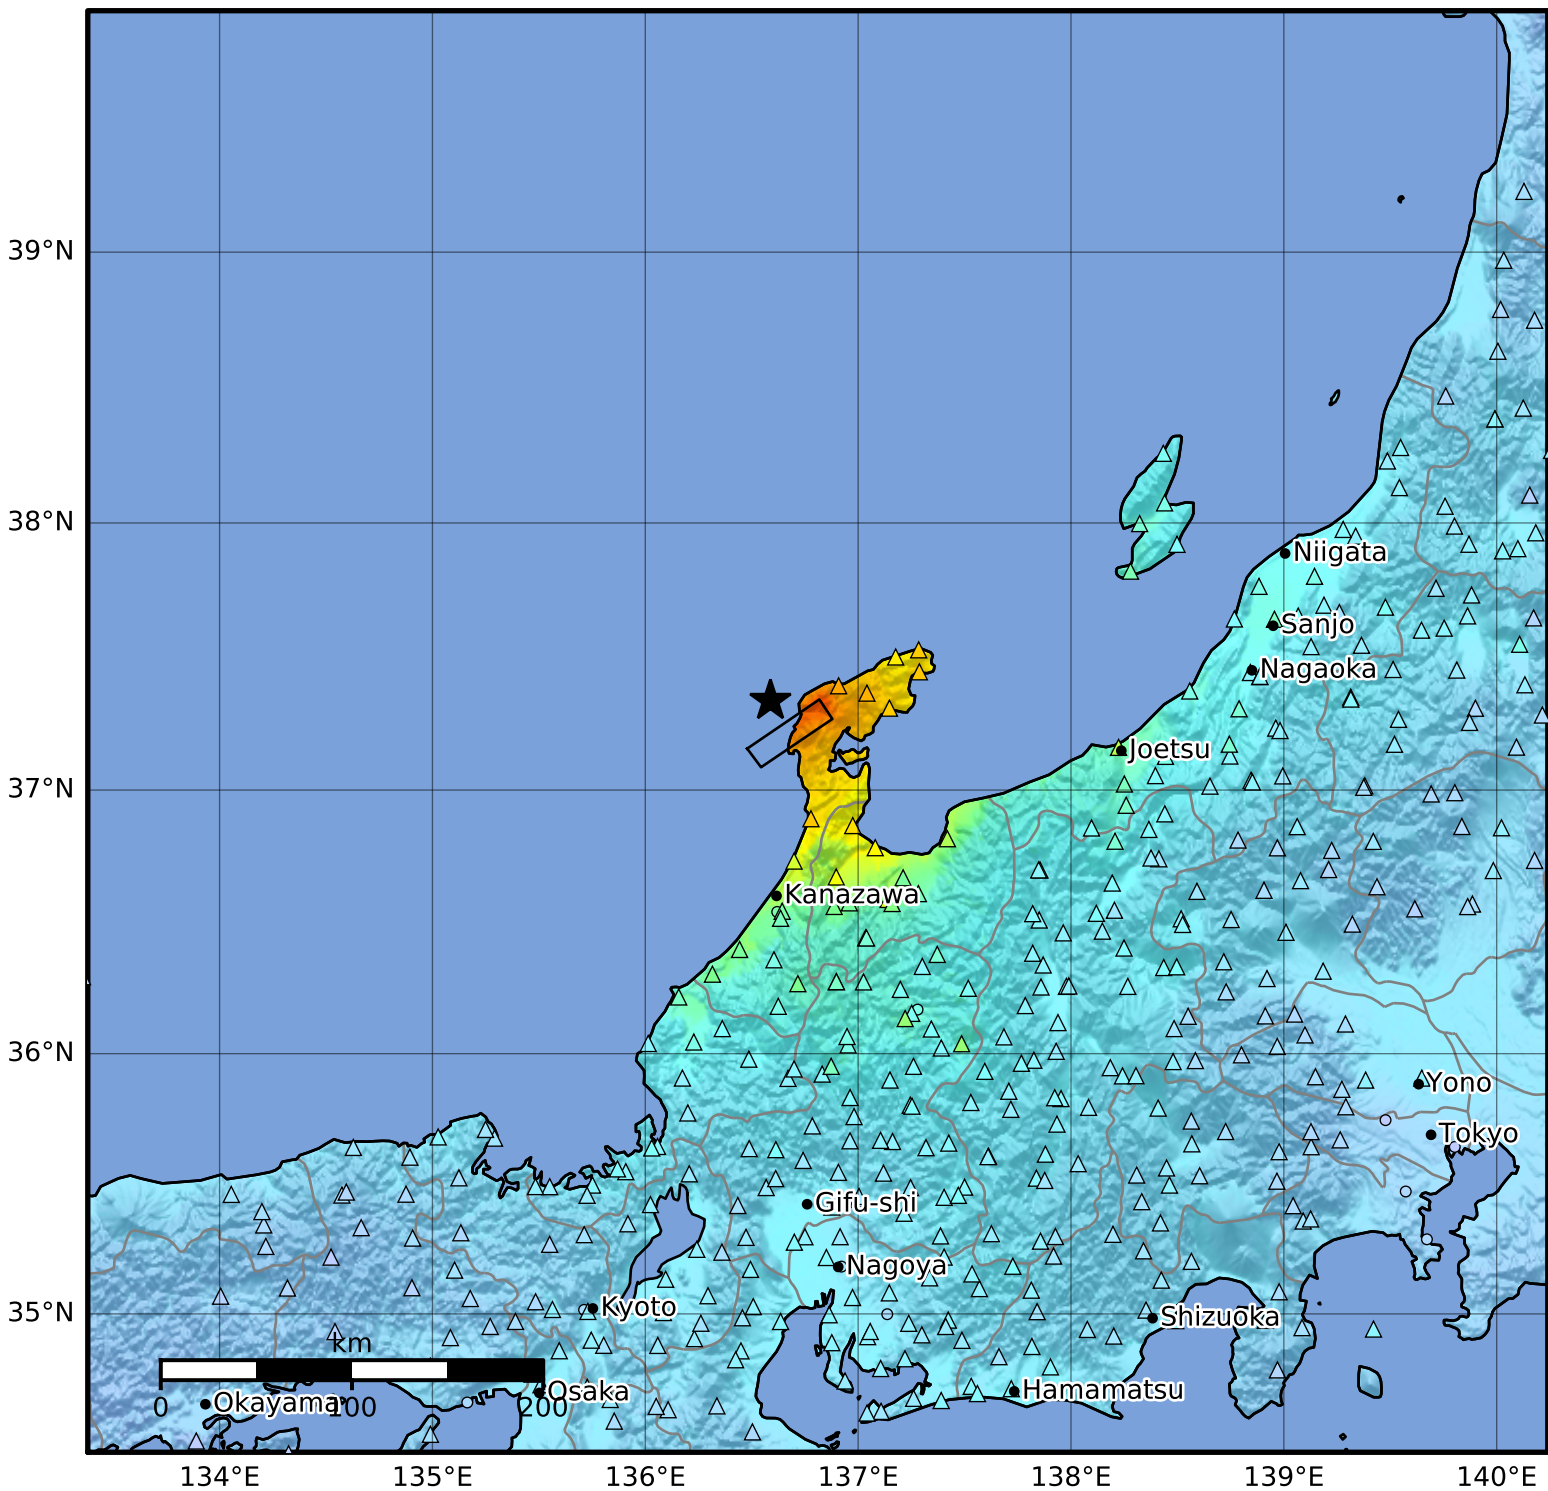 39°N
38°N
Niigata
Sanjo
Nagaoka
Joetsu
37°N
Kanazawa
36°N
Yono
Tokyo
Gifu-shi
Nagoya
35°N
Kyoto
Shizuoka
km
Osaka
Hamamatsu
Okayama
0 100 200
134°E 135°E 136°E 137°E 138°E 139°E 140°E